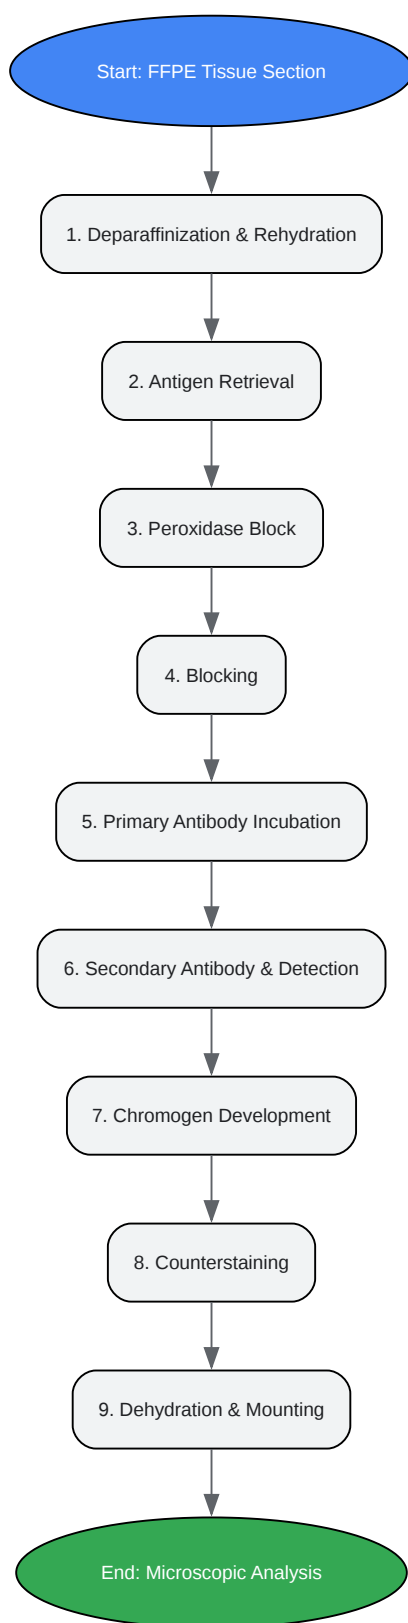 Start: FFPE Tissue Section
1. Deparaffinization & Rehydration
2. Antigen Retrieval
3. Peroxidase Block
4. Blocking
5. Primary Antibody Incubation
6. Secondary Antibody & Detection
7. Chromogen Development
8. Counterstaining
9. Dehydration & Mounting
End: Microscopic Analysis